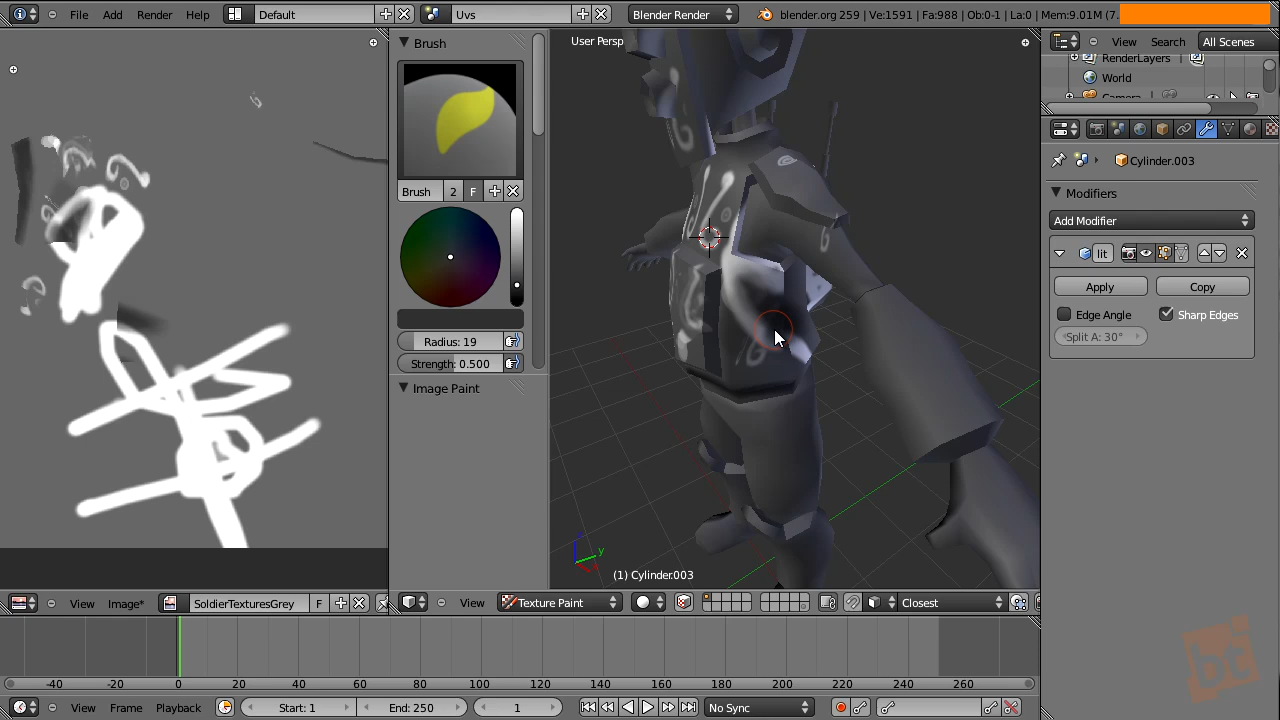 File Add Render Help Default Uvs Blender Render blender.org 259 | Ve:1591 | Fa:988 | Ob:0-1 | La:0 | Mem:9.01M (7.
View Search All Scenes
RenderLayers
World
Camera
Brush
User Persp
Cylinder.003
Modifiers
Add Modifier
lit
Apply Copy
Edge Angle Sharp Edges
Split A: 30°
Brush 2 F
Radius: 19
Strength: 0.500
Image Paint
z
y
x
(1) Cylinder.003
View Image* SoldierTexturesGrey F View Texture Paint Closest
-40 -20 0 20 40 60 80 100 120 140 160 180 200 220 240 260
View Frame Playback Start: 1 End: 250 1 No Sync
bt